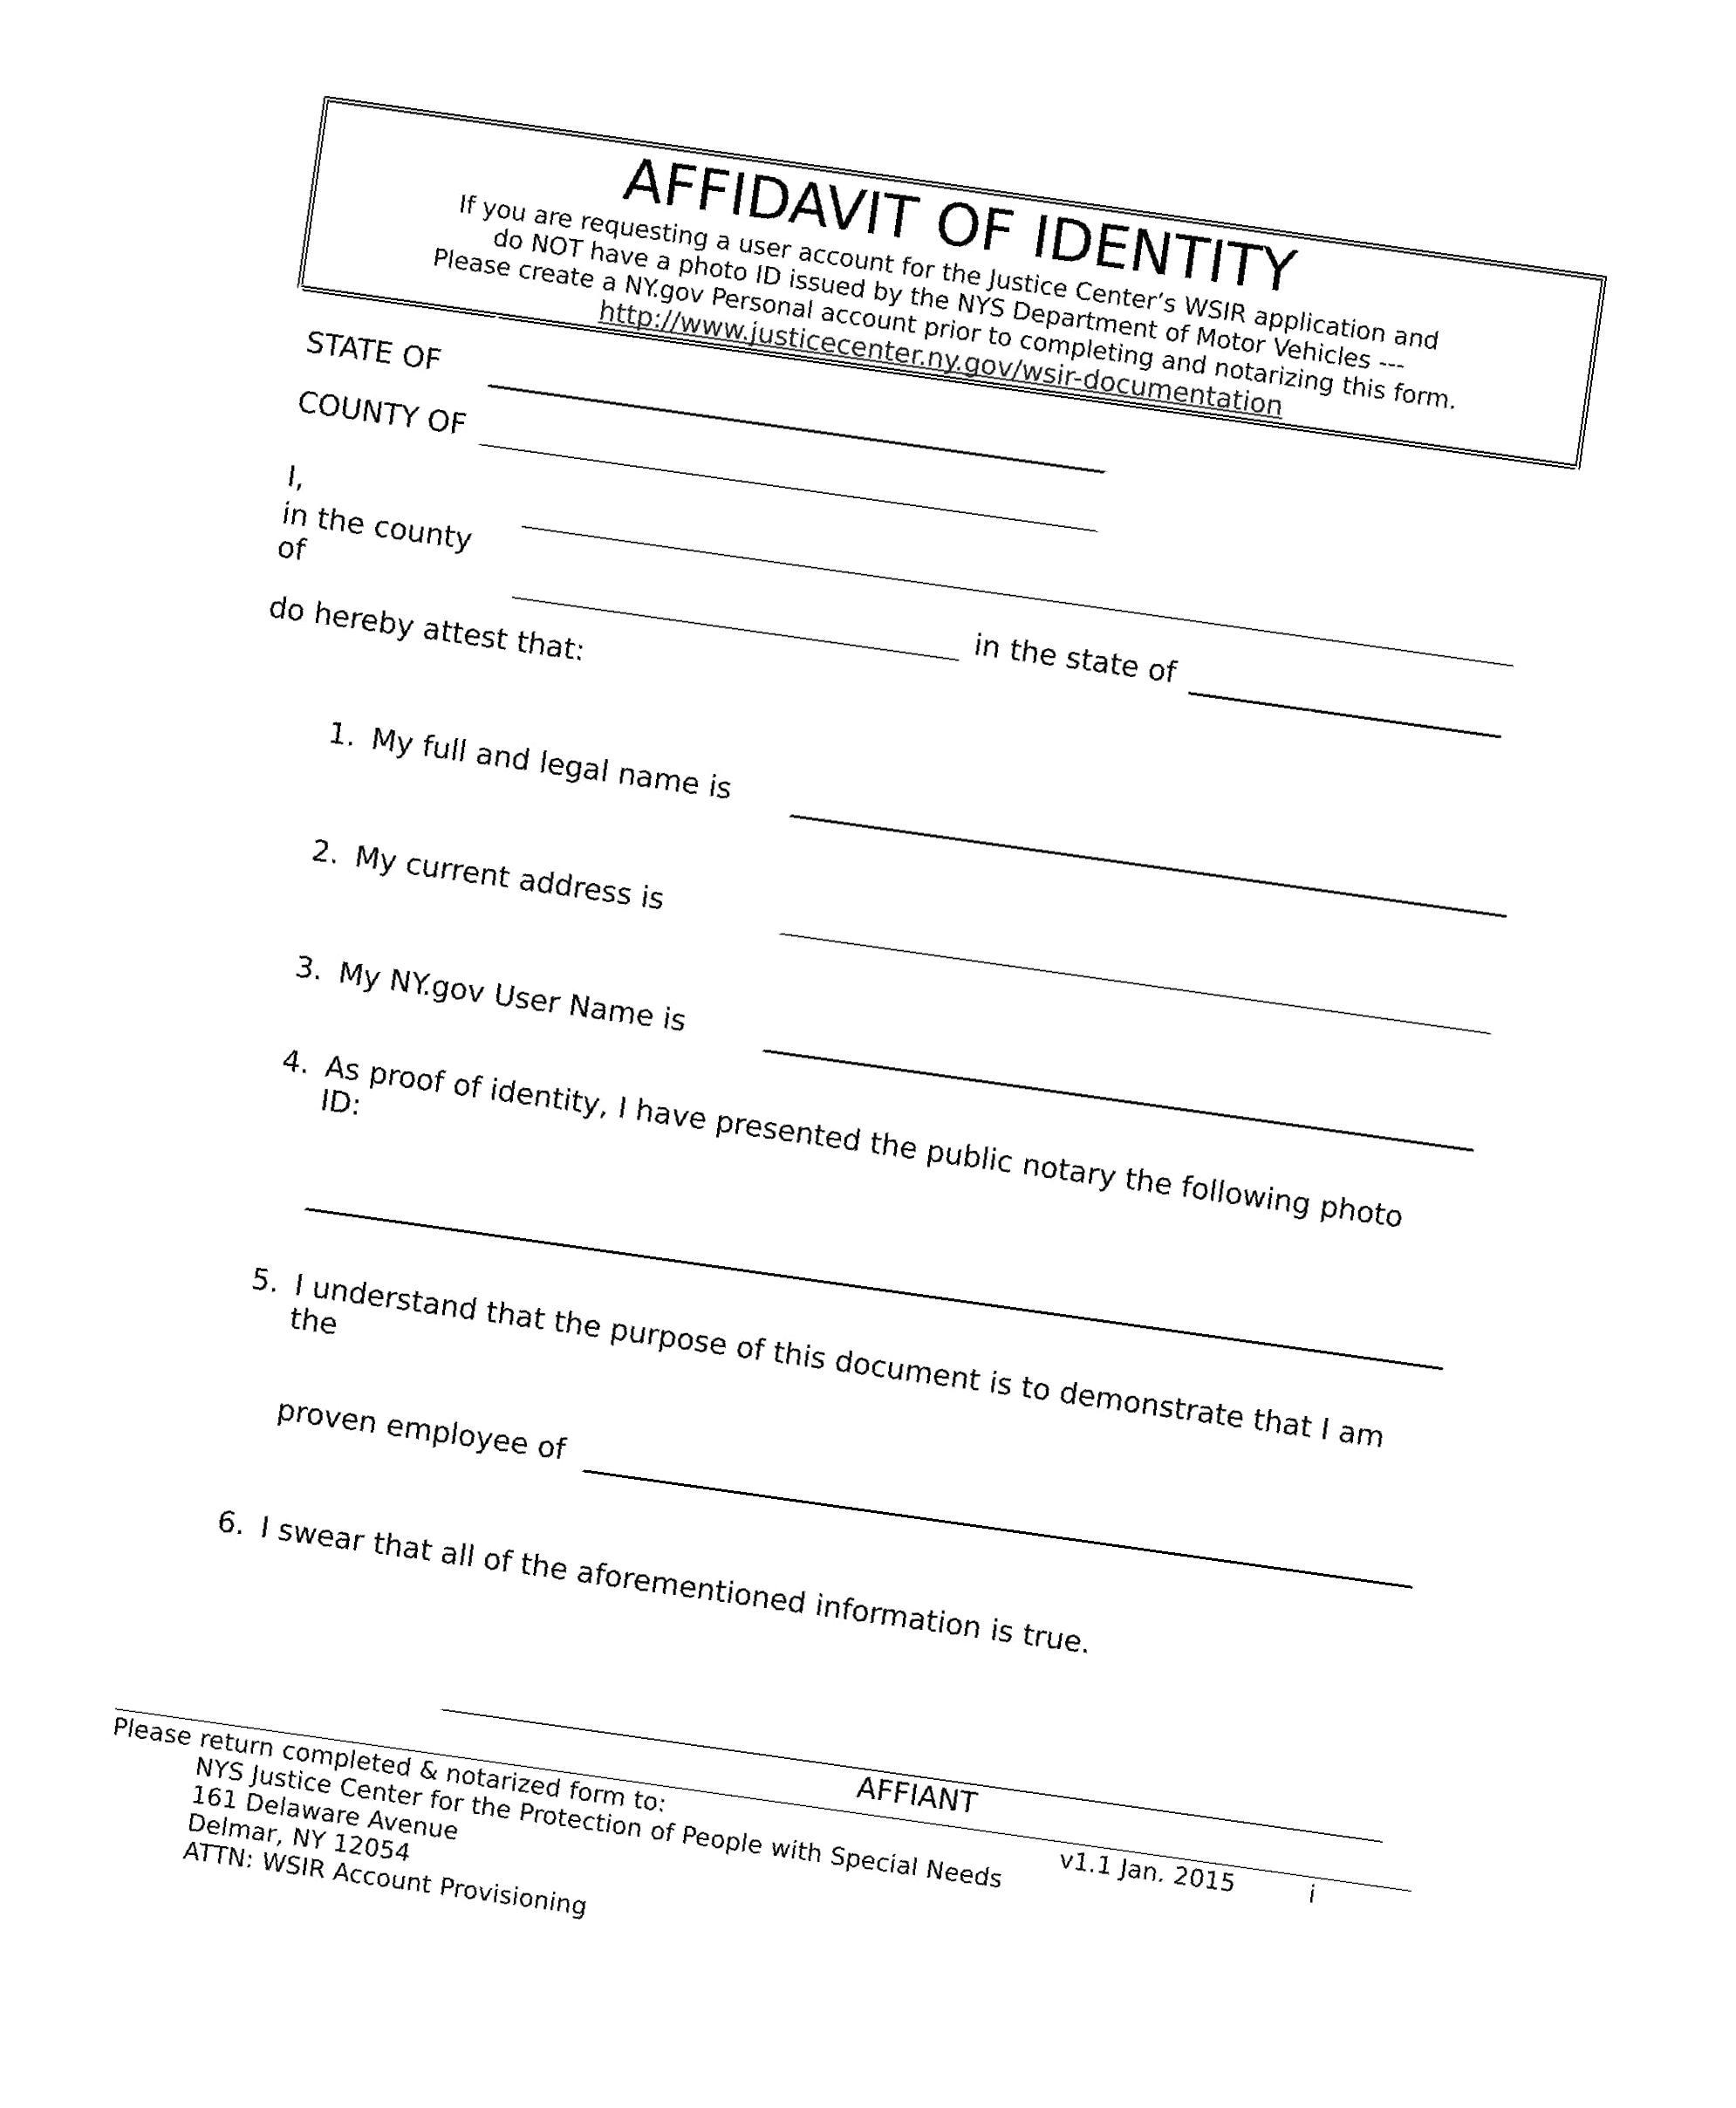 AFFIDAVIT OF IDENTITY
If you are requesting a user account for the Justice Center’s WSIR application and
do NOT have a photo ID issued by the NYS Department of Motor Vehicles ---
Please create a NY.gov Personal account prior to completing and notarizing this form.
http://www.justicecenter.ny.gov/wsir-documentation
STATE OF
COUNTY OF
I,
in the county
of
in the state of
do hereby attest that:
1. My full and legal name is
2. My current address is
3. My NY.gov User Name is
4. As proof of identity, I have presented the public notary the following photo
ID:
5. I understand that the purpose of this document is to demonstrate that I am
the
proven employee of
6. I swear that all of the aforementioned information is true.
AFFIANT
Please return completed & notarized form to:
NYS Justice Center for the Protection of People with Special Needs
161 Delaware Avenue
Delmar, NY 12054
ATTN: WSIR Account Provisioning
v1.1 Jan. 2015 i